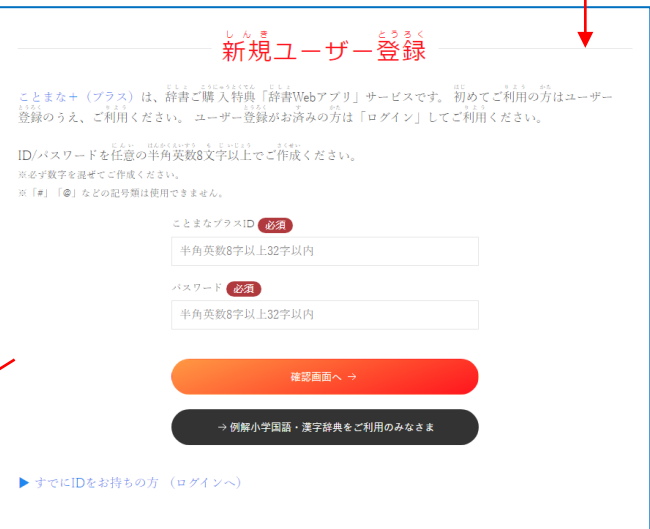 新規ユーザー登録
ことまな＋（プラス）は、辞書ご購入特典「辞書Webアプリ」サービスです。 初めてご利用の方はユーザー
登録のうえ、ご利用ください。 ユーザー登録がお済みの方は「ログイン」してご利用ください。
ID/パスワードを任意の半角英数8文字以上でご作成ください。
※必ず数字を混ぜてご作成ください。
※「#」「@」などの記号類は使用できません。
ことまなプラスID 必須
半角英数8字以上32字以内
パスワード 必須
半角英数8字以上32字以内
確認画面へ →
→ 例解小学国語・漢字辞典をご利用のみなさま
▶ すでにIDをお持ちの方 （ログインへ）